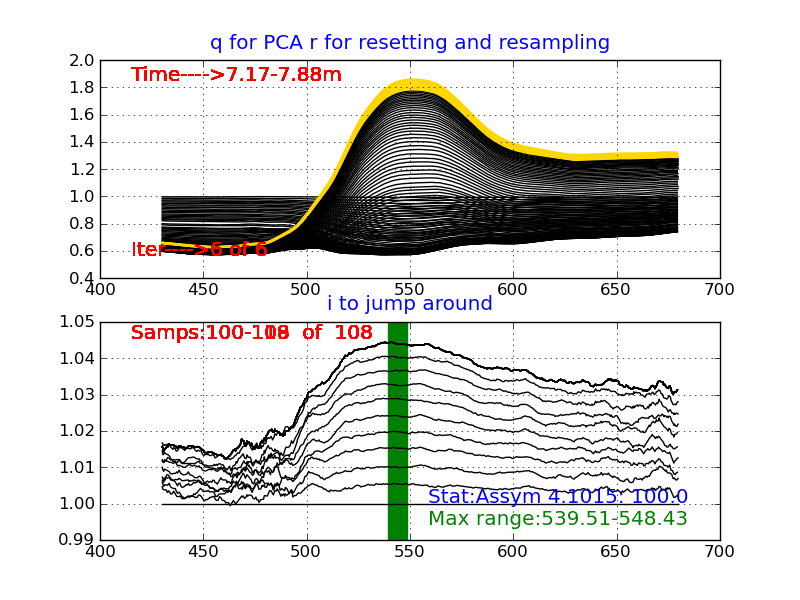 q for PCA r for resetting and resampling
2.0
Time---->7.17-7.88m
1.8
1.6
1.4
1.2
1.0
0.8
0.6
Iter---->6 of 6
0.4
400 450 500 550 600 650 700
i to jump around
1.05
Samps:100-108 of 108
1.04
1.03
1.02
1.01
1.00
Stat:Assym 4.1015: 100.0
Max range:539.51-548.43
0.99
400 450 500 550 600 650 700